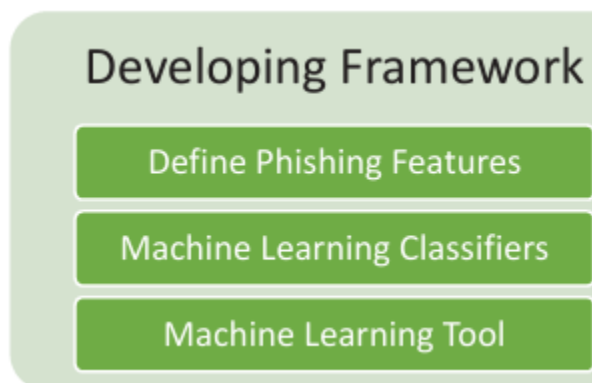 Developing Framework
Define Phishing Features
Machine Learning Classifiers
Machine Learning Tool